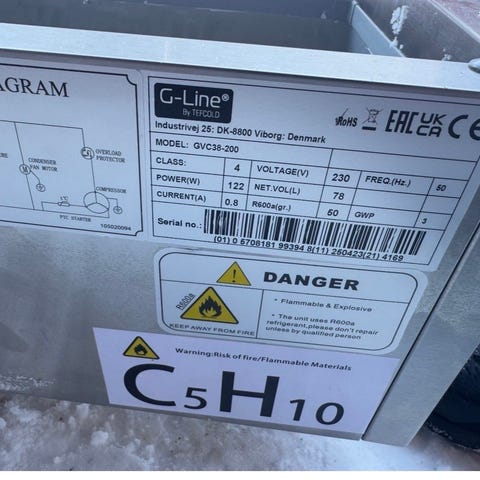 AGRAM
CONDENSER
FAN MOTOR
OVERLOAD
PROTECTOR
COMPRESSOR
PTC STARTER
105020094
G-Line®
By TEFCOLD
RoHS EAC UK CA CE
Industrivej 25: DK-8800 Viborg: Denmark
MODEL: GVC38-200
CLASS: 4 VOLTAGE(V) 230 FREQ.(Hz.) 50
POWER(W) 122 NET.VOL(L) 78
CURRENT(A) 0.8 R600a(gr.) 50 GWP 3
Serial no.:
(01) 0 5708181 99394 8(11) 250423(21) 4169
DANGER
R600a
KEEP AWAY FROM FIRE
• Flammable & Explosive
• The unit uses R600a
refrigerant,please don't repair
unless by qualified person
Warning:Risk of fire/Flammable Materials
C5H10